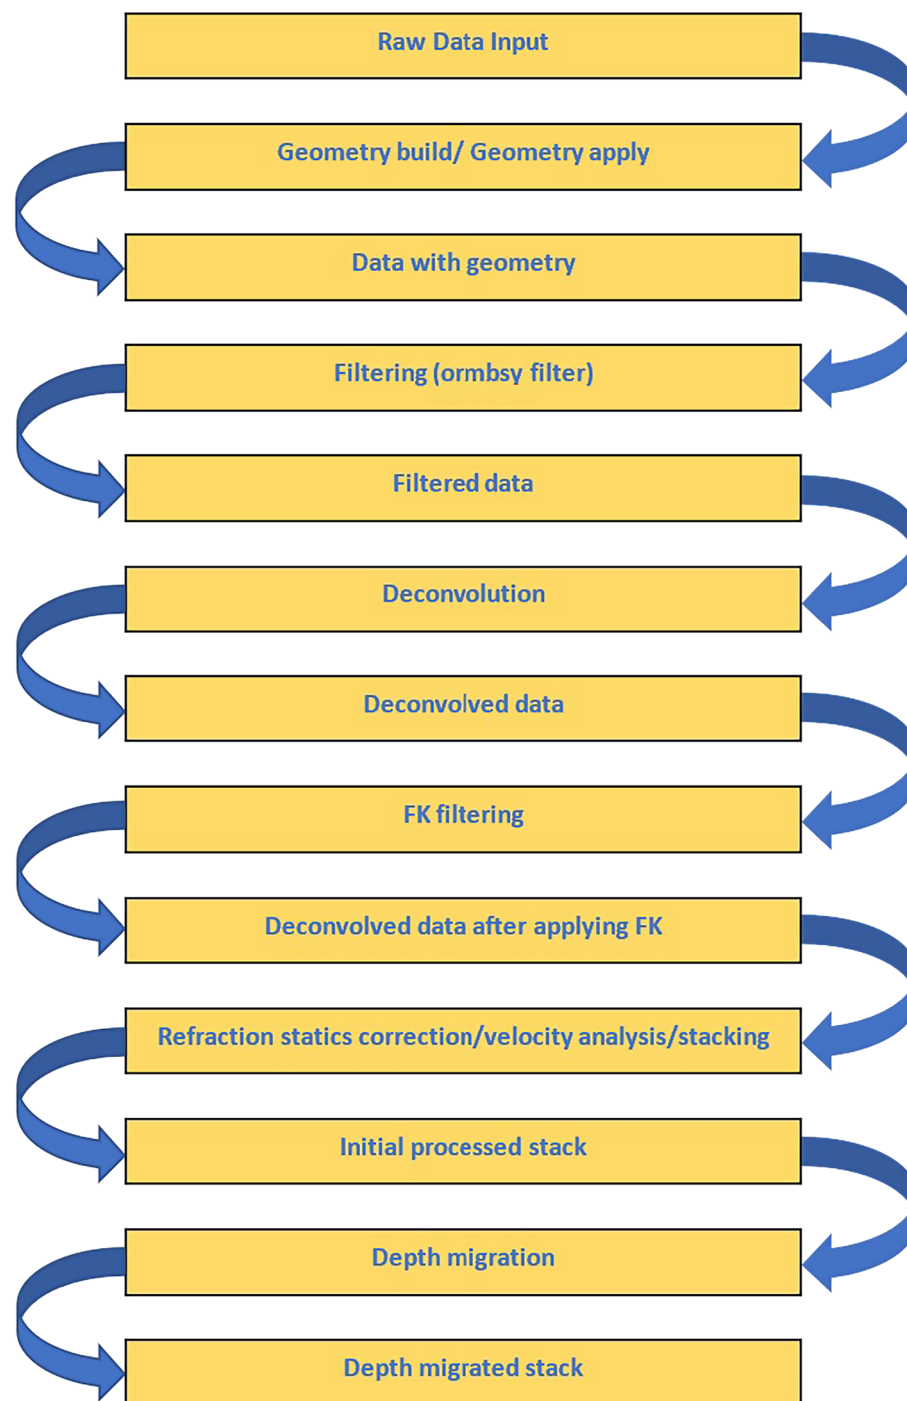 Raw Data Input
Geometry build/ Geometry apply
Data with geometry
Filtering (ormbsy filter)
Filtered data
Deconvolution
Deconvolved data
FK filtering
Deconvolved data after applying FK
Refraction statics correction/velocity analysis/stacking
Initial processed stack
Depth migration
Depth migrated stack